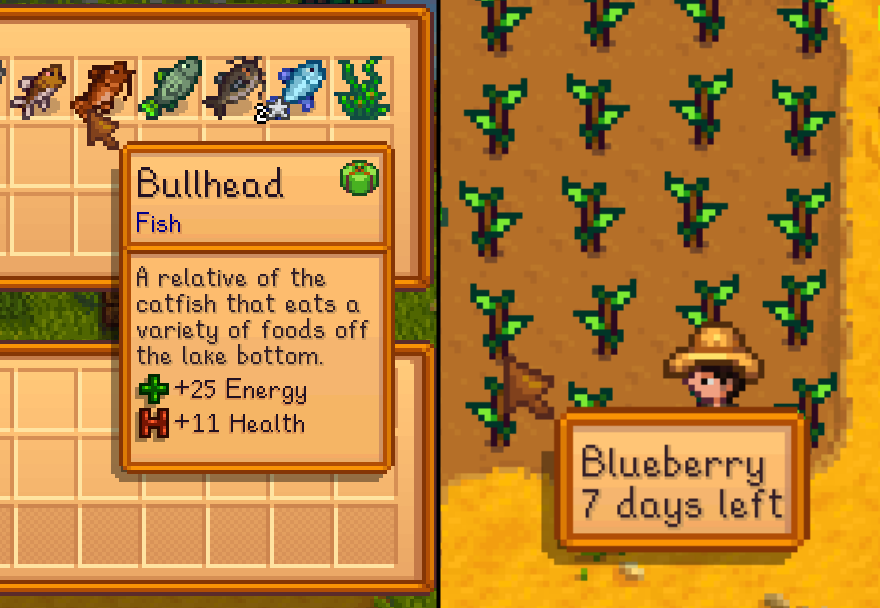 Bullhead
Fish
A relative of the
catfish that eats a
variety of foods off
the lake bottom.
+25 Energy
+11 Health
Blueberry
7 days left